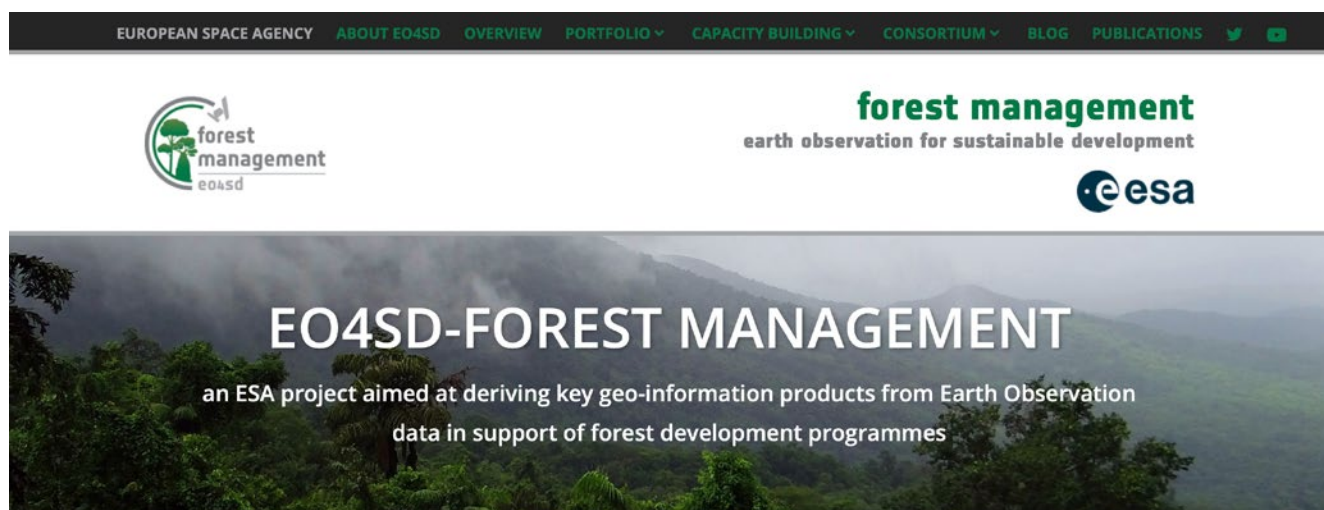 EUROPEAN SPACE AGENCY ABOUT EO4SD OVERVIEW PORTFOLIO CAPACITY BUILDING CONSORTIUM BLOG PUBLICATIONS
forest
management
eo4sd
forest management
earth observation for sustainable development
esa
EO4SD-FOREST MANAGEMENT
an ESA project aimed at deriving key geo-information products from Earth Observation
data in support of forest development programmes